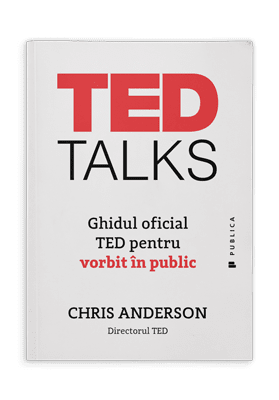 TED
TALKS
Ghidul oficial
TED pentru
vorbit în public
PUBLICA
CHRIS ANDERSON
Directorul TED